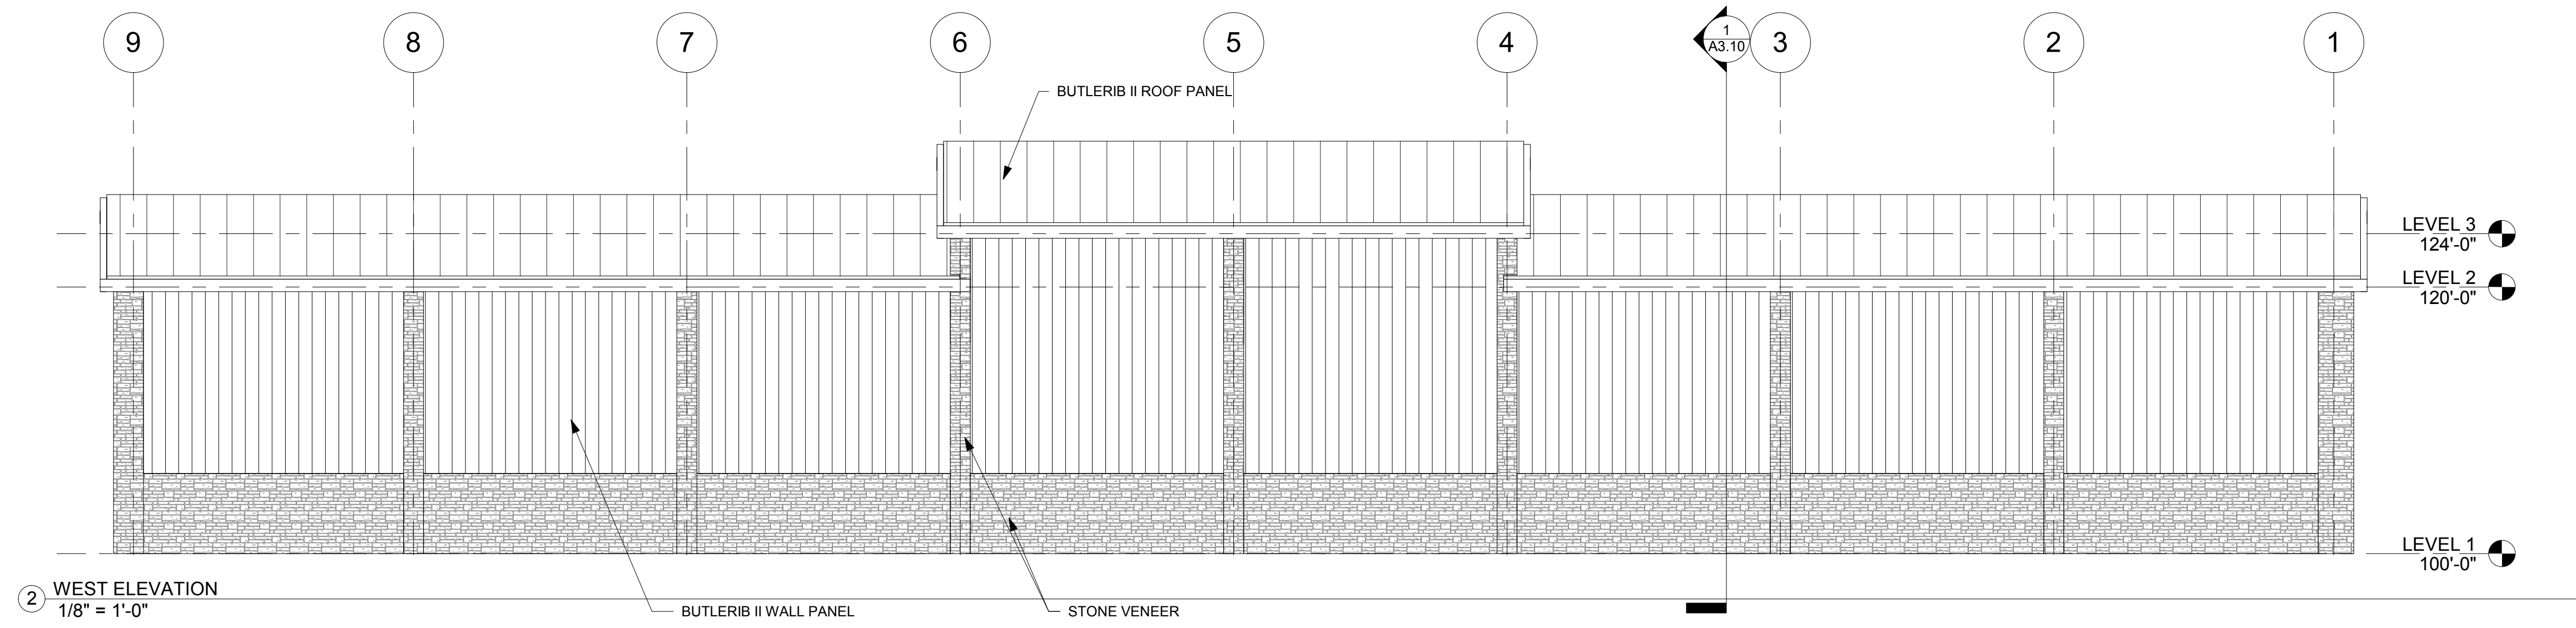 9
8
7
6
5
4
1
A3.10
3
2
1
BUTLERIB II ROOF PANEL
LEVEL 3
124'-0"
LEVEL 2
120'-0"
LEVEL 1
100'-0"
2
WEST ELEVATION
1/8" = 1'-0"
BUTLERIB II WALL PANEL
STONE VENEER